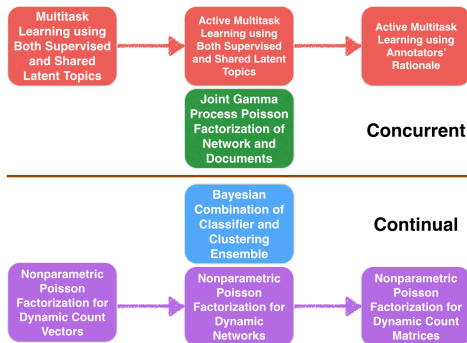 Multitask
Learning using
Both Supervised
and Shared
Latent Topics
Active Multitask
Learning using
Both Supervised
and Shared Latent
Topics
Active Multitask
Learning using
Annotators'
Rationale
Joint Gamma
Process Poisson
Factorization of
Network and
Documents
Concurrent
Bayesian
Combination of
Classifier and
Clustering
Ensemble
Continual
Nonparametric
Poisson
Factorization for
Dynamic Count
Vectors
Nonparametric
Poisson
Factorization for
Dynamic
Networks
Nonparametric
Poisson
Factorization for
Dynamic Count
Matrices